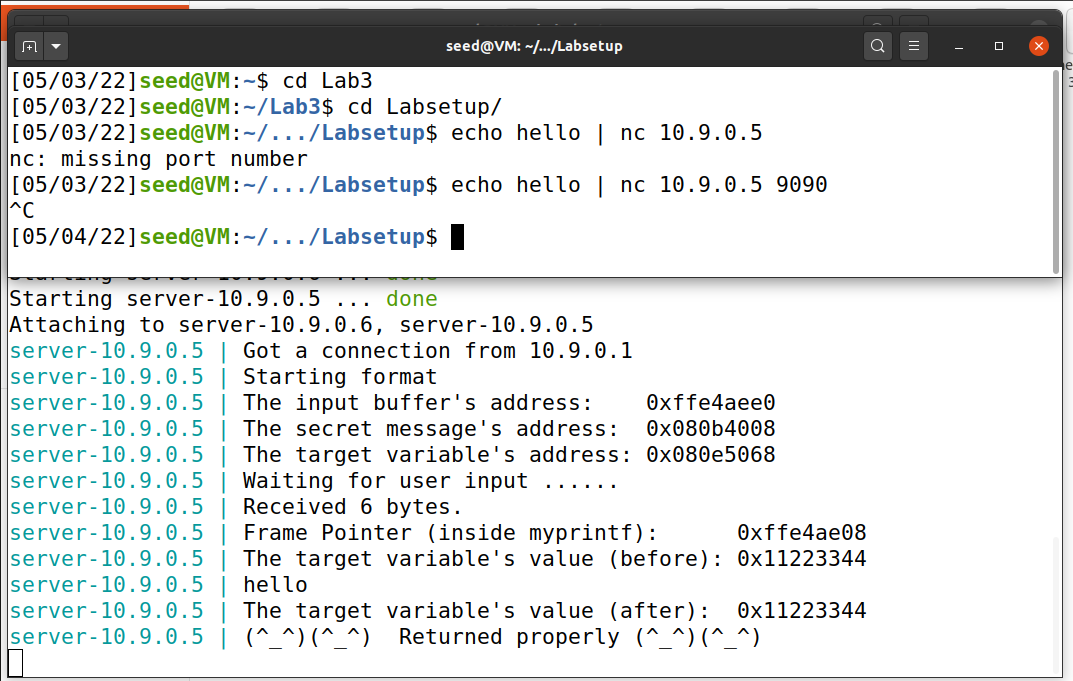 seed@VM: ~/.../Labsetup
[05/03/22]seed@VM:~$ cd Lab3
[05/03/22]seed@VM:~/Lab3$ cd Labsetup/
[05/03/22]seed@VM:~/.../Labsetup$ echo hello | nc 10.9.0.5
nc: missing port number
[05/03/22]seed@VM:~/.../Labsetup$ echo hello | nc 10.9.0.5 9090
^C
[05/04/22]seed@VM:~/.../Labsetup$
Starting server-10.9.0.5 ... done
Attaching to server-10.9.0.6, server-10.9.0.5
server-10.9.0.5 | Got a connection from 10.9.0.1
server-10.9.0.5 | Starting format
server-10.9.0.5 | The input buffer's address:    0xffe4aee0
server-10.9.0.5 | The secret message's address:  0x080b4008
server-10.9.0.5 | The target variable's address: 0x080e5068
server-10.9.0.5 | Waiting for user input ......
server-10.9.0.5 | Received 6 bytes.
server-10.9.0.5 | Frame Pointer (inside myprintf):      0xffe4ae08
server-10.9.0.5 | The target variable's value (before): 0x11223344
server-10.9.0.5 | hello
server-10.9.0.5 | The target variable's value (after):  0x11223344
server-10.9.0.5 | (^_^)(^_^)  Returned properly (^_^)(^_^)